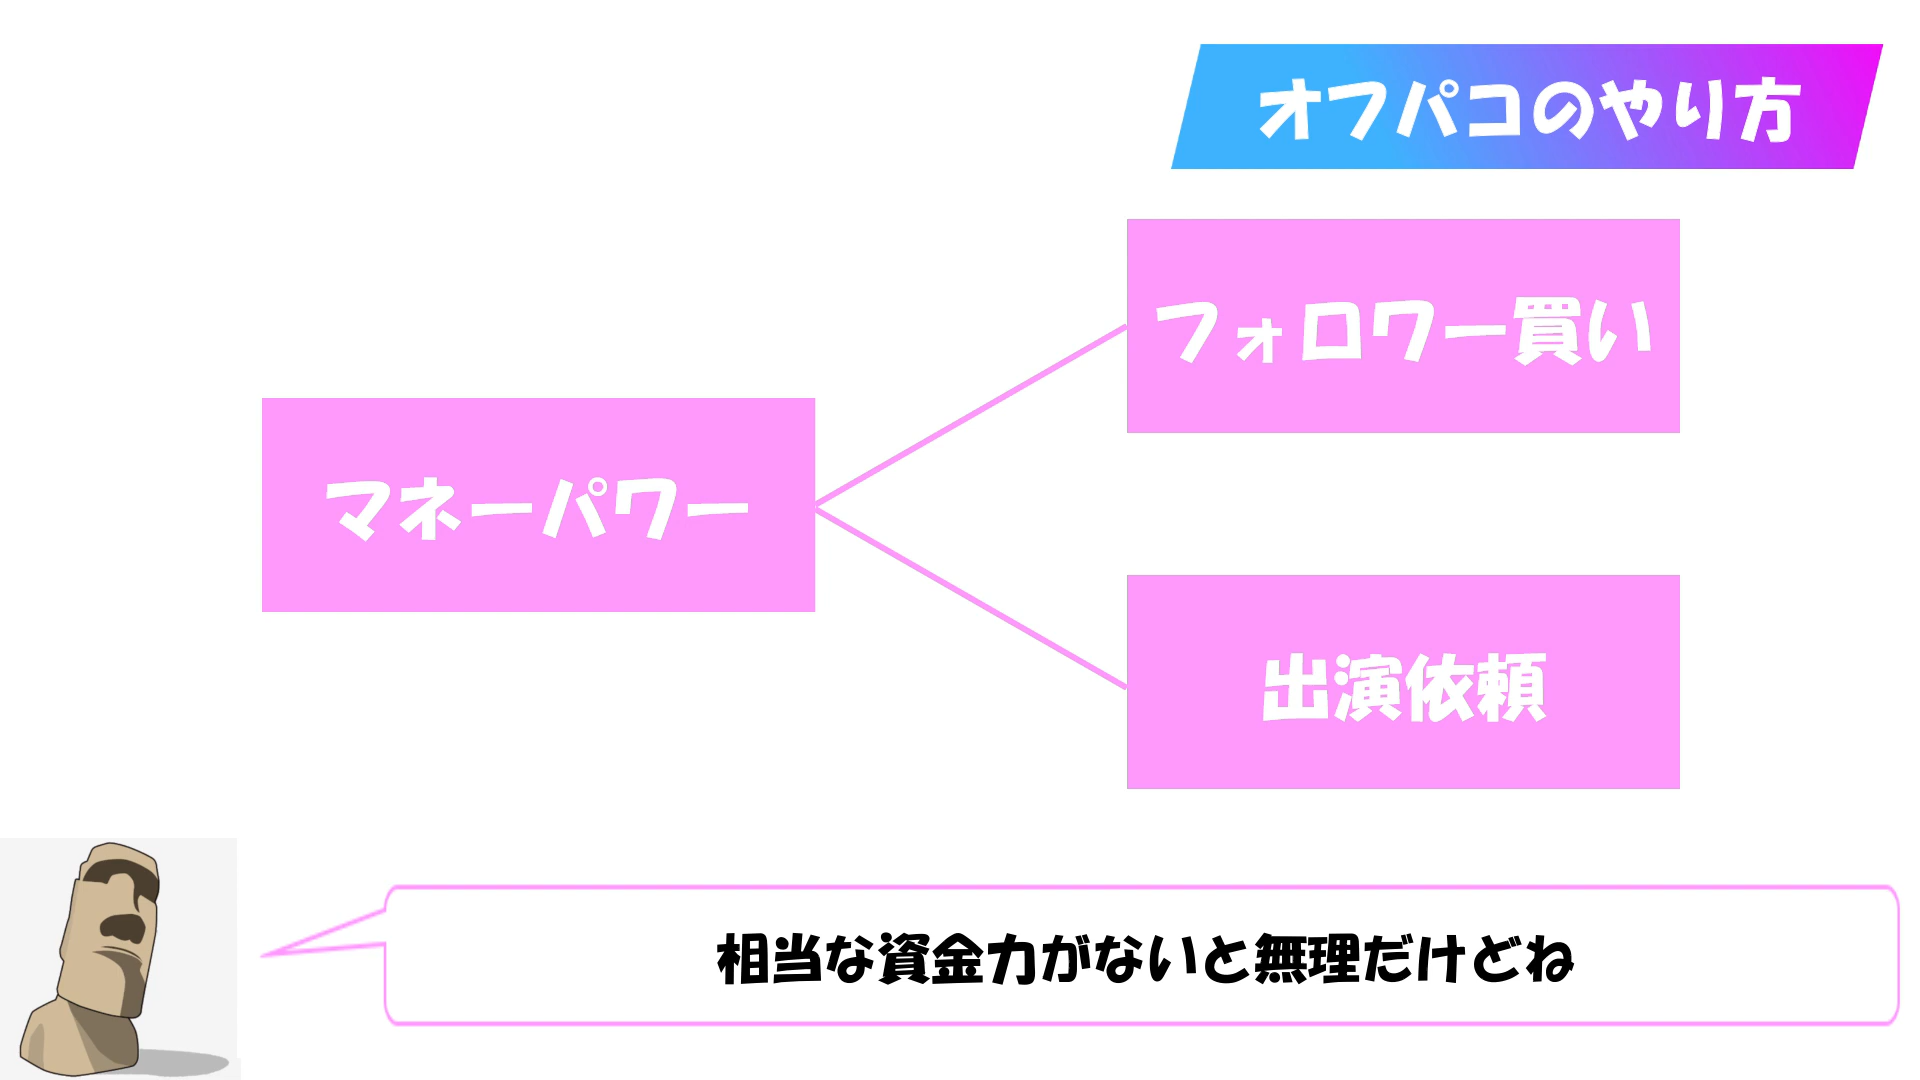 オフパコのやり方
マネーパワー
フォロワー買い
出演依頼
相当な資金力がないと無理だけどね